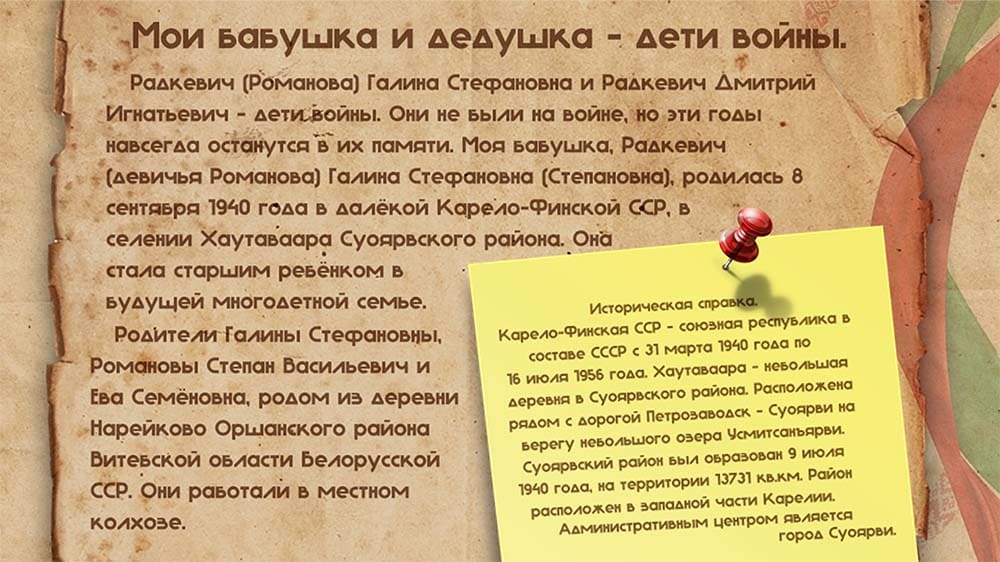 Мои бабушка и дедушка - дети войны.
Радкевич (Романова) Галина Стефановна и Радкевич Дмитрий
Игнатьевич - дети войны. Они не были на войне, но эти годы
навсегда останутся в их памяти. Моя бабушка, Радкевич
(девичья Романова) Галина Стефановна (Степановна), родилась 8
сентября 1940 года в далёкой Карело-Финской ССР, в
селении Хаутаваара Суоярвского района. Она
стала старшим ребёнком в
будущей многодетной семье.
Родители Галины Стефановны,
Романовы Степан Васильевич и
Ева Семёновна, родом из деревни
Нарейково Оршанского района
Витебской области Белорусской
ССР. Они работали в местном
колхозе.
Историческая справка.
Карело-Финская ССР - союзная республика в
составе СССР с 31 марта 1940 года по
16 июля 1956 года. Хаутаваара - небольшая
деревня в Суоярвского района. Расположена
рядом с дорогой Петрозаводск - Суоярви на
берегу небольшого озера Усмитсанъярви.
Суоярвский район был образован 9 июля
1940 года, на территории 13731 кв.км. Район
расположен в западной части Карелии.
Административным центром является
город Суоярви.